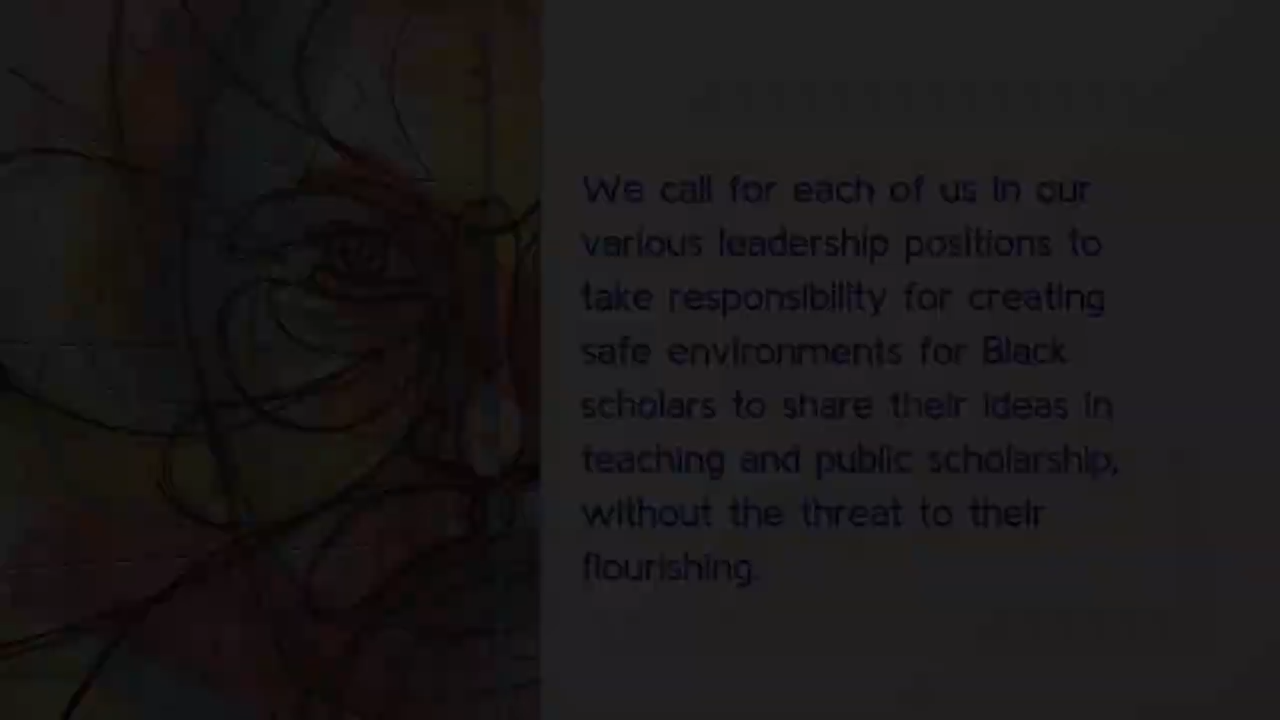 We call for each of us in our
various leadership positions to
take responsibility for creating
safe environments for Black
scholars to share their ideas in
teaching and public scholarship,
without the threat to their
flourishing.